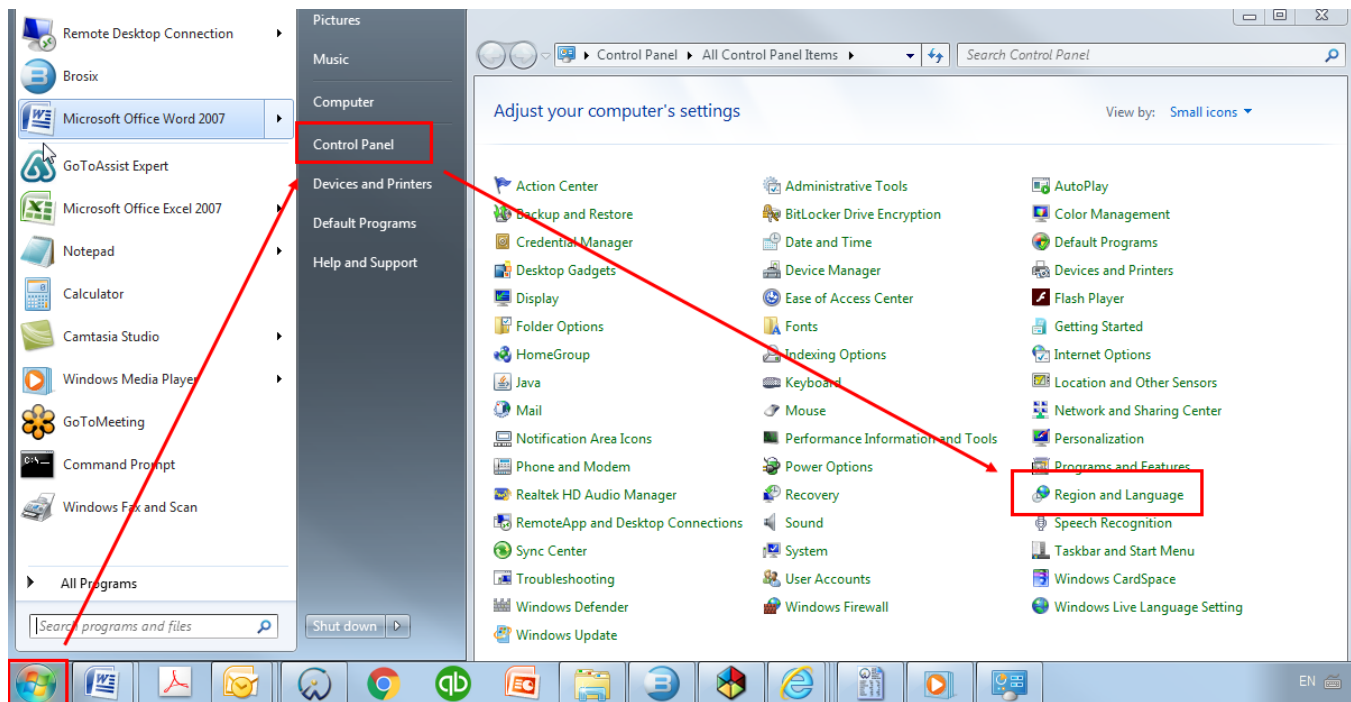 Remote Desktop Connection
Brosix
Microsoft Office Word 2007
GoToAssist Expert
Microsoft Office Excel 2007
Notepad
Calculator
Camtasia Studio
Windows Media Player
GoToMeeting
Command Prompt
Windows Fax and Scan
All Programs
Search programs and files
Pictures
Music
Computer
Control Panel
Devices and Printers
Default Programs
Help and Support
Shut down
Control Panel All Control Panel Items
Search Control Panel
Adjust your computer's settings
View by: Small icons
Action Center
Backup and Restore
Credential Manager
Desktop Gadgets
Display
Folder Options
HomeGroup
Java
Mail
Notification Area Icons
Phone and Modem
Realtek HD Audio Manager
RemoteApp and Desktop Connections
Sync Center
Troubleshooting
Windows Defender
Windows Update
Administrative Tools
BitLocker Drive Encryption
Date and Time
Device Manager
Ease of Access Center
Fonts
Indexing Options
Keyboard
Mouse
Performance Information and Tools
Power Options
Recovery
Sound
System
User Accounts
Windows Firewall
AutoPlay
Color Management
Default Programs
Devices and Printers
Flash Player
Getting Started
Internet Options
Location and Other Sensors
Network and Sharing Center
Personalization
Programs and Features
Region and Language
Speech Recognition
Taskbar and Start Menu
Windows CardSpace
Windows Live Language Setting
EN